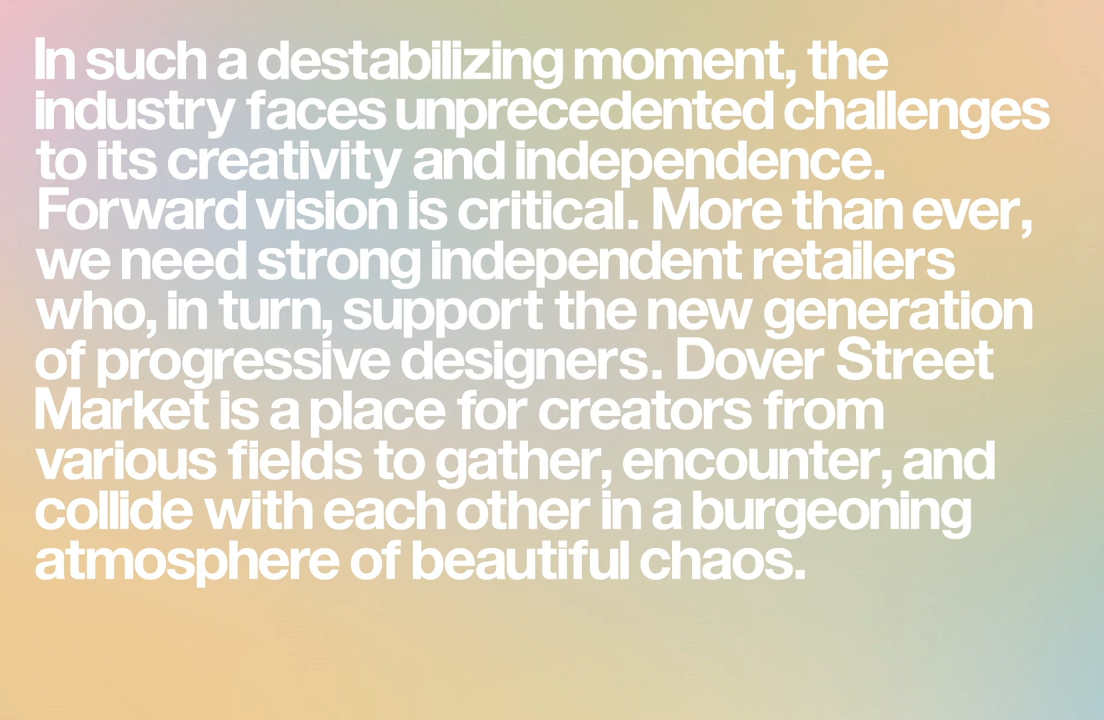 In such a destabilizing moment, the
industry faces unprecedented challenges
to its creativity and independence.
Forward vision is critical. More than ever,
we need strong independent retailers
who, in turn, support the new generation
of progressive designers. Dover Street
Market is a place for creators from
various fields to gather, encounter, and
collide with each other in a burgeoning
atmosphere of beautiful chaos.